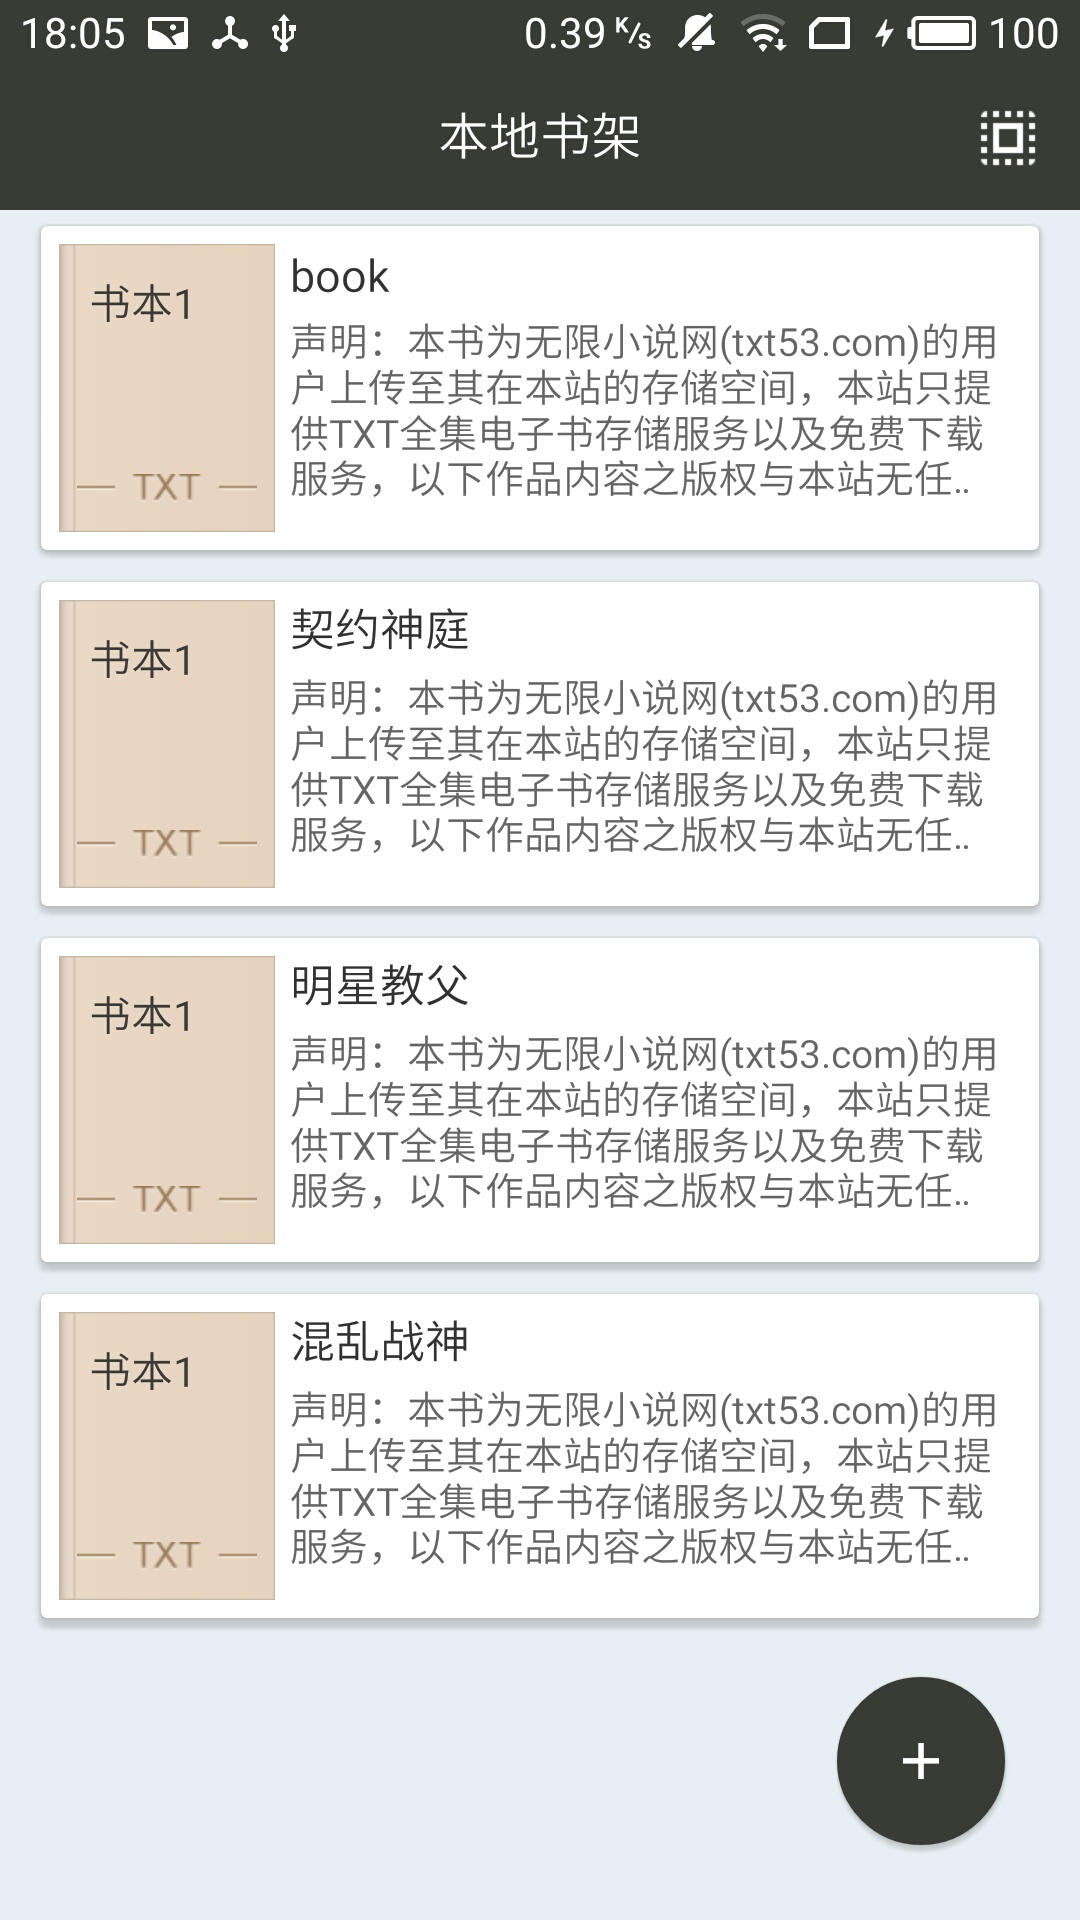 18:05 0.39 K/s 100
本地书架
书本1
TXT
book
声明：本书为无限小说网(txt53.com)的用
户上传至其在本站的存储空间，本站只提
供TXT全集电子书存储服务以及免费下载
服务，以下作品内容之版权与本站无任..
书本1
TXT
契约神庭
声明：本书为无限小说网(txt53.com)的用
户上传至其在本站的存储空间，本站只提
供TXT全集电子书存储服务以及免费下载
服务，以下作品内容之版权与本站无任..
书本1
TXT
明星教父
声明：本书为无限小说网(txt53.com)的用
户上传至其在本站的存储空间，本站只提
供TXT全集电子书存储服务以及免费下载
服务，以下作品内容之版权与本站无任..
书本1
TXT
混乱战神
声明：本书为无限小说网(txt53.com)的用
户上传至其在本站的存储空间，本站只提
供TXT全集电子书存储服务以及免费下载
服务，以下作品内容之版权与本站无任..
+